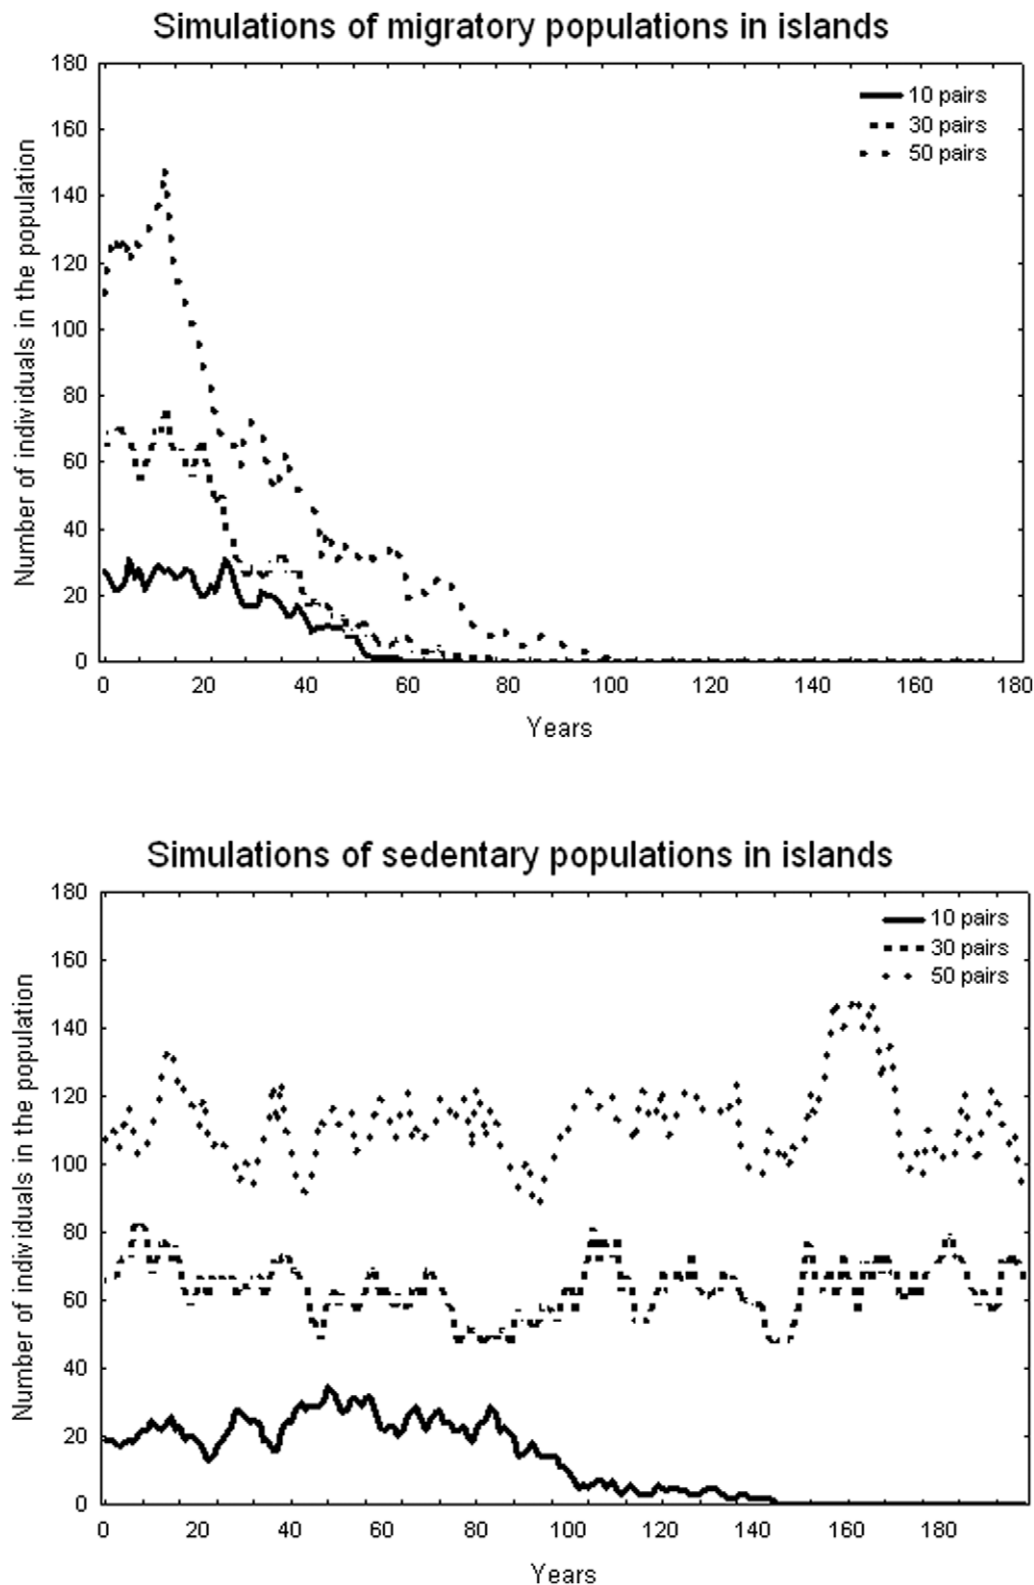 Simulations of migratory populations in islands
180
160
140
120
100
80
60
40
20
0
Number of individuals in the population
10 pairs
30 pairs
50 pairs
0 20 40 60 80 100 120 140 160 180
Years
Simulations of sedentary populations in islands
180
160
140
120
100
80
60
40
20
0
Number of individuals in the population
10 pairs
30 pairs
50 pairs
0 20 40 60 80 100 120 140 160 180
Years